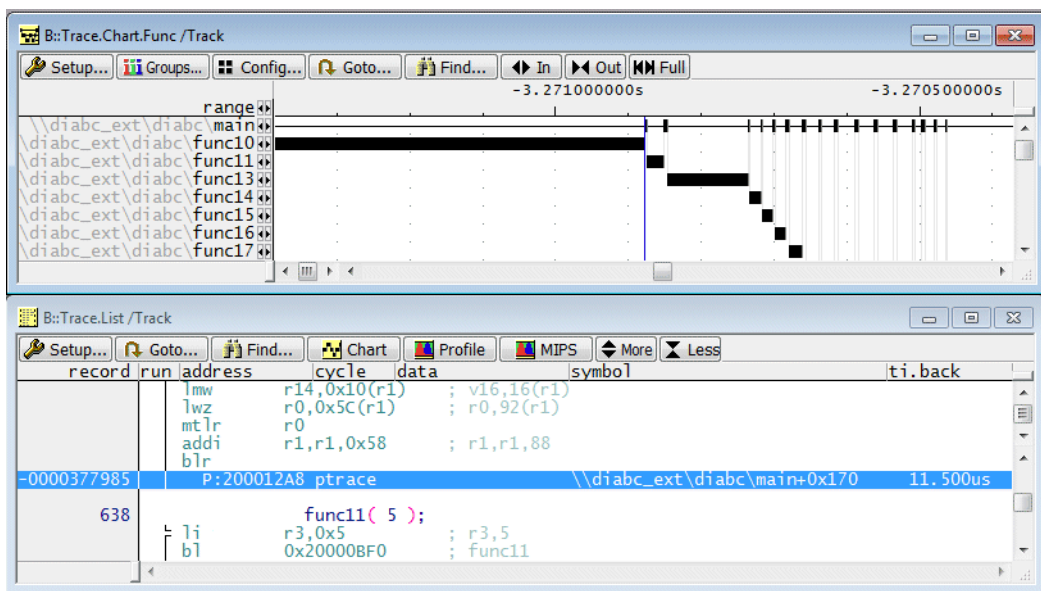 B::Trace.Chart.Func /Track
Setup... Groups... Config... Goto... Find... In Out Full
-3.271000000s -3.270500000s
range
\\diabc_ext\diabc\main
\diabc_ext\diabc\func10
\diabc_ext\diabc\func11
\diabc_ext\diabc\func13
\diabc_ext\diabc\func14
\diabc_ext\diabc\func15
\diabc_ext\diabc\func16
\diabc_ext\diabc\func17
B::Trace.List /Track
Setup... Goto... Find... Chart Profile MIPS More Less
record run address cycle data symbol ti.back
lmw r14,0x10(r1) ; v16,16(r1)
lwz r0,0x5C(r1) ; r0,92(r1)
mtlr r0
addi r1,r1,0x58 ; r1,r1,88
blr
-0000377985 P:200012A8 ptrace \\diabc_ext\diabc\main+0x170 11.500us
638 func11( 5 );
li r3,0x5 ; r3,5
bl 0x20000BF0 ; func11